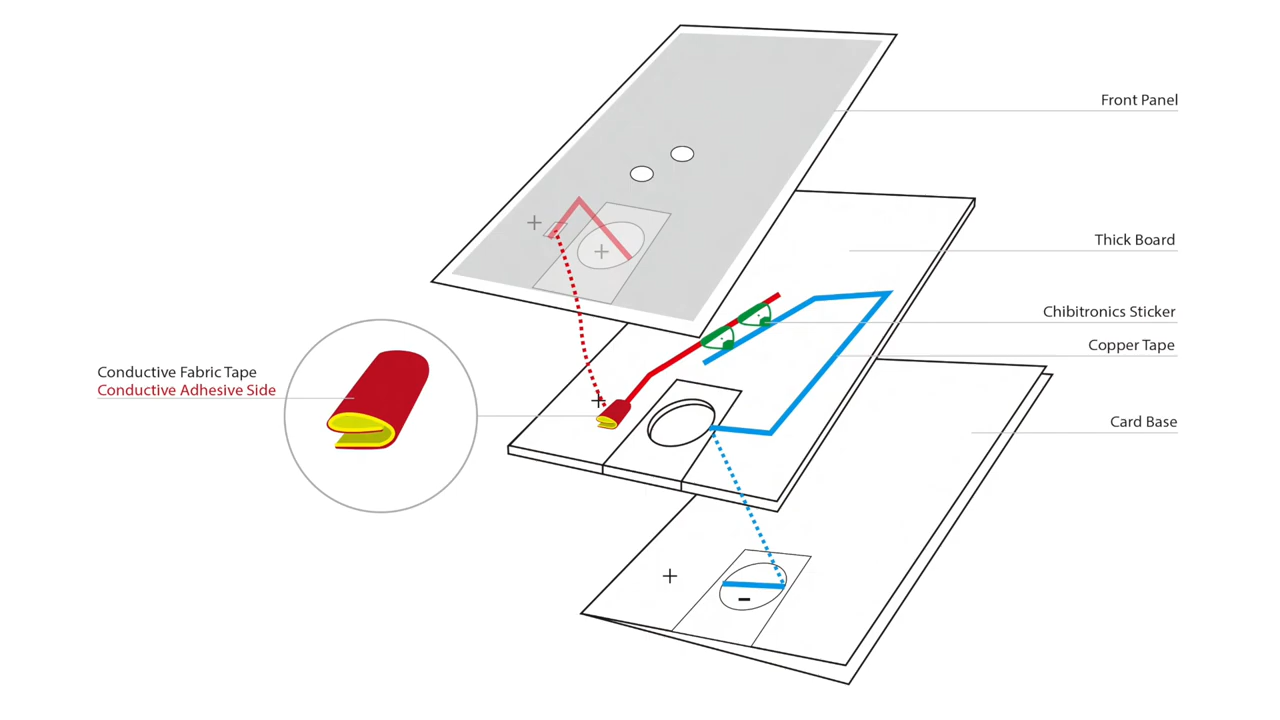 Front Panel
+
+
Thick Board
Chibitronics Sticker
Copper Tape
Conductive Fabric Tape
Conductive Adhesive Side
+
Card Base
+
-